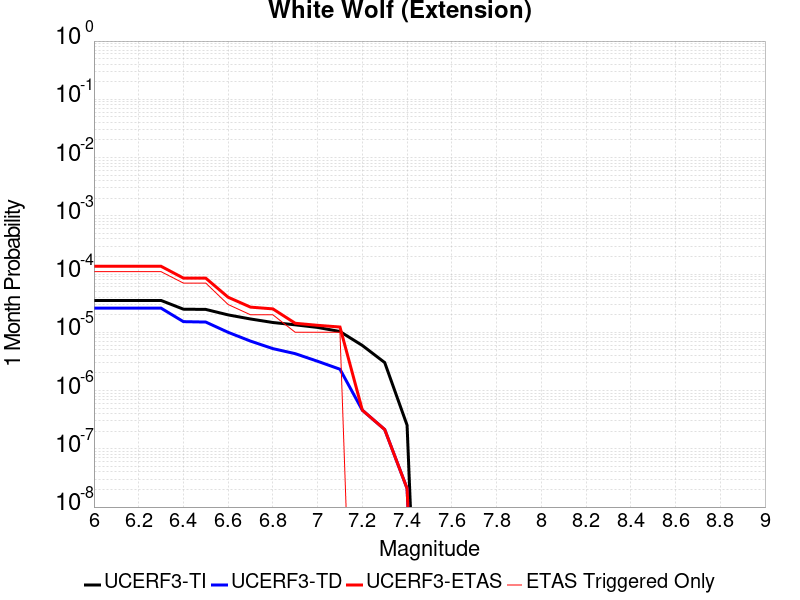 White Wolf (Extension)
10 0
10 -1
10 -2
10 -3
10 -4
10 -5
10 -6
10 -7
10 -8
1 Month Probability
6 6.2 6.4 6.6 6.8 7 7.2 7.4 7.6 7.8 8 8.2 8.4 8.6 8.8 9
Magnitude
UCERF3-TI UCERF3-TD UCERF3-ETAS ETAS Triggered Only